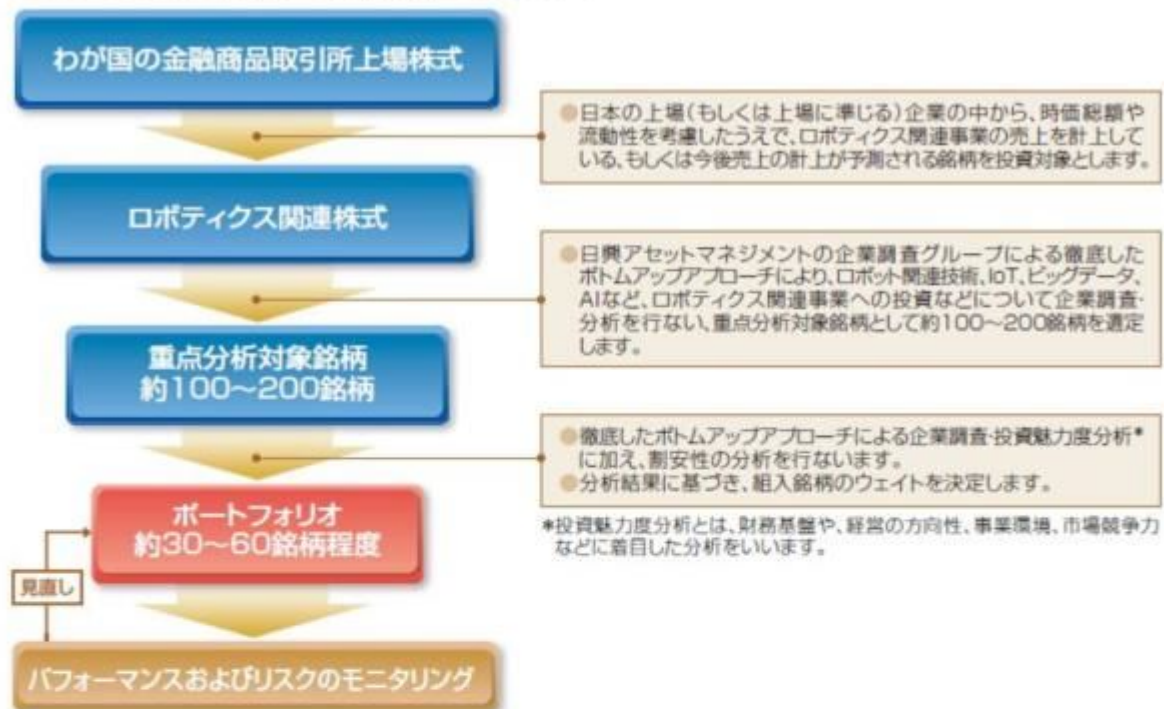 わが国の金融商品取引所上場株式
●日本の上場(もしくは上場に準じる)企業の中から、時価総額や
流動性を考慮したうえで、ロボティクス関連事業の売上を計上して
いる、もしくは今後売上の計上が予測される銘柄を投資対象とします。
ロボティクス関連株式
●日興アセットマネジメントの企業調査グループによる徹底した
ボトムアップアプローチにより、ロボット関連技術、IoT、ビッグデータ、
AIなど、ロボティクス関連事業への投資などについて企業調査・
分析を行ない、重点分析対象銘柄として約100～200銘柄を選定
します。
重点分析対象銘柄
約100～200銘柄
●徹底したボトムアップアプローチによる企業調査・投資魅力度分析*
に加え、割安性の分析を行ないます。
●分析結果に基づき、組入銘柄のウェイトを決定します。
*投資魅力度分析とは、財務基盤や、経営の方向性、事業環境、市場競争力
などに着目した分析をいいます。
ポートフォリオ
約30～60銘柄程度
見直し
パフォーマンスおよびリスクのモニタリング